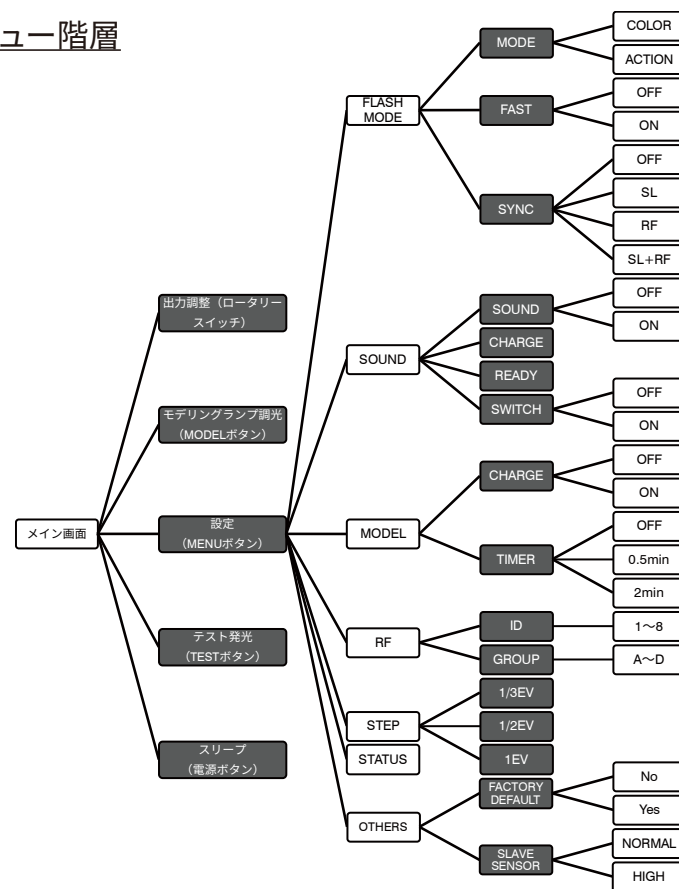 ュー階層
メイン画面
出力調整（ロータリー
スイッチ）
モデリングランプ調光
（MODELボタン）
設定
（MENUボタン）
テスト発光
（TESTボタン）
スリープ
（電源ボタン）
FLASH
MODE
MODE
COLOR
ACTION
FAST
OFF
ON
SYNC
OFF
SL
RF
SL+RF
SOUND
SOUND
OFF
ON
CHARGE
READY
SWITCH
OFF
ON
MODEL
CHARGE
OFF
ON
TIMER
OFF
0.5min
2min
RF
ID
1～8
GROUP
A～D
STEP
1/3EV
1/2EV
1EV
STATUS
OTHERS
FACTORY
DEFAULT
No
Yes
SLAVE
SENSOR
NORMAL
HIGH